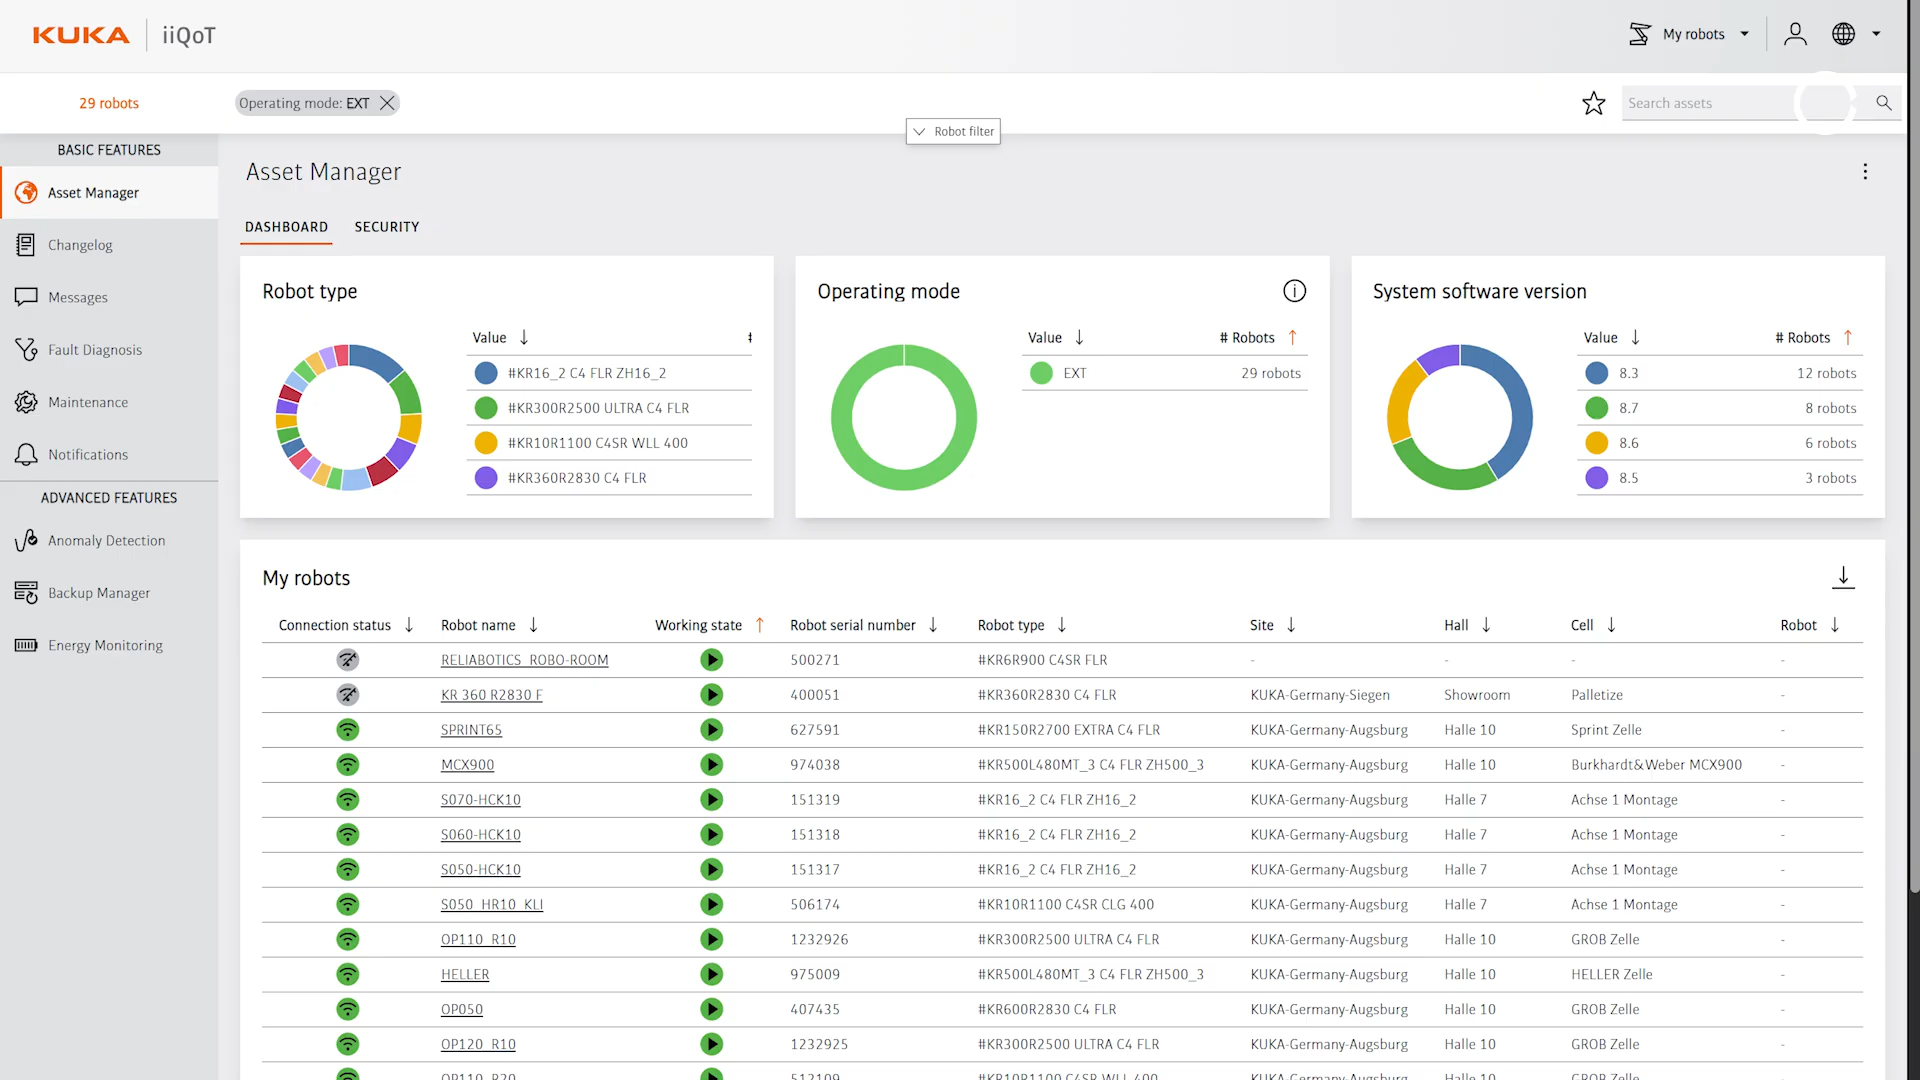 KUKA iiQoT My robots
29 robots Operating mode: EXT Search assets
Robot filter
BASIC FEATURES
Asset Manager
Changelog
Messages
Fault Diagnosis
Maintenance
Notifications
ADVANCED FEATURES
Anomaly Detection
Backup Manager
Energy Monitoring
Asset Manager
DASHBOARD SECURITY
Robot type
Value #
#KR16_2 C4 FLR ZH16_2
#KR300R2500 ULTRA C4 FLR
#KR10R1100 C4SR WLL 400
#KR360R2830 C4 FLR
Operating mode
Value # Robots
EXT 29 robots
System software version
Value # Robots
8.3 12 robots
8.7 8 robots
8.6 6 robots
8.5 3 robots
My robots
Connection status Robot name Working state Robot serial number Robot type Site Hall Cell Robot
RELIABOTICS_ROBO-ROOM 500271 #KR6R900 C4SR FLR - - - -
KR 360 R2830 F 400051 #KR360R2830 C4 FLR KUKA-Germany-Siegen Showroom Palletize -
SPRINT65 627591 #KR150R2700 EXTRA C4 FLR KUKA-Germany-Augsburg Halle 10 Sprint Zelle -
MCX900 974038 #KR500L480MT_3 C4 FLR ZH500_3 KUKA-Germany-Augsburg Halle 10 Burkhardt&Weber MCX900 -
S070-HCK10 151319 #KR16_2 C4 FLR ZH16_2 KUKA-Germany-Augsburg Halle 7 Achse 1 Montage -
S060-HCK10 151318 #KR16_2 C4 FLR ZH16_2 KUKA-Germany-Augsburg Halle 7 Achse 1 Montage -
S050-HCK10 151317 #KR16_2 C4 FLR ZH16_2 KUKA-Germany-Augsburg Halle 7 Achse 1 Montage -
S050_HR10_KLI 506174 #KR10R1100 C4SR CLG 400 KUKA-Germany-Augsburg Halle 7 Achse 1 Montage -
OP110_R10 1232926 #KR300R2500 ULTRA C4 FLR KUKA-Germany-Augsburg Halle 10 GROB Zelle -
HELLER 975009 #KR500L480MT_3 C4 FLR ZH500_3 KUKA-Germany-Augsburg Halle 10 HELLER Zelle -
OP050 407435 #KR600R2830 C4 FLR KUKA-Germany-Augsburg Halle 10 GROB Zelle -
OP120_R10 1232925 #KR300R2500 ULTRA C4 FLR KUKA-Germany-Augsburg Halle 10 GROB Zelle -
OP110_R20 512109 #KR10R1100 C4SR WLL 400 KUKA-Germany-Augsburg Halle 10 GROB Zelle -